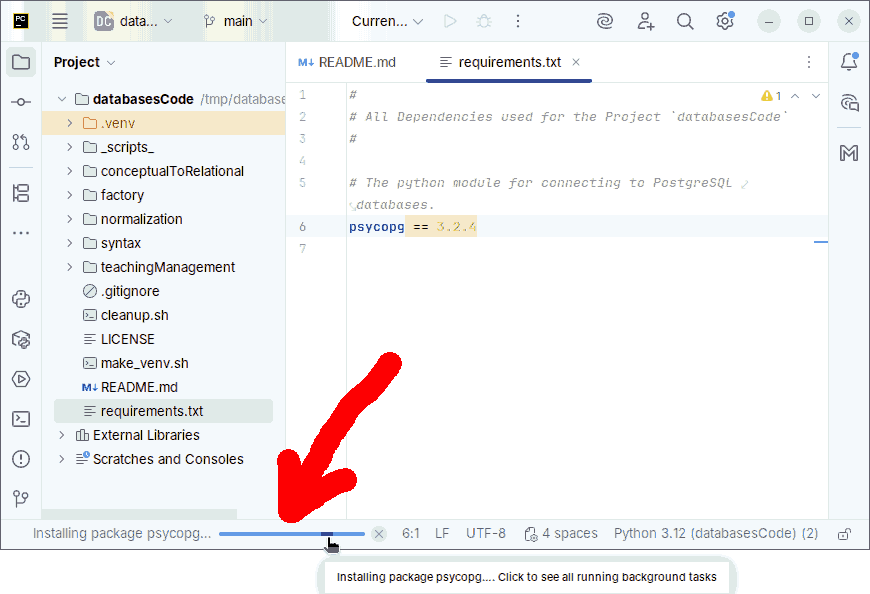 PC
DC data...
main
Curren...
Project
M↓ README.md
requirements.txt
databasesCode /tmp/database
.venv
_scripts_
conceptualToRelational
factory
normalization
syntax
teachingManagement
.gitignore
cleanup.sh
LICENSE
make_venv.sh
M↓ README.md
requirements.txt
External Libraries
Scratches and Consoles
1 #
1
2 # All Dependencies used for the Project `databasesCode`
3 #
4
5 # The python module for connecting to PostgreSQL
databases.
6 psycopg == 3.2.4
7
Installing package psycopg...
6:1 LF UTF-8 4 spaces Python 3.12 (databasesCode) (2)
Installing package psycopg.... Click to see all running background tasks